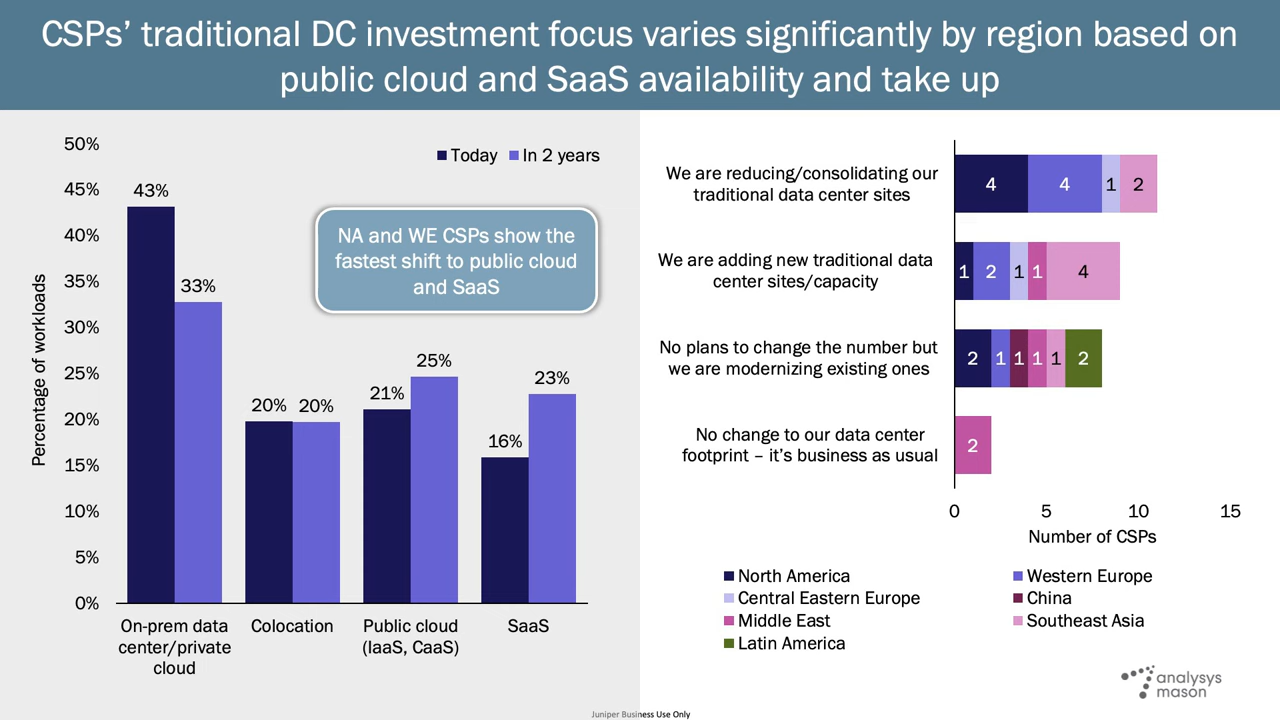 CSPs’ traditional DC investment focus varies significantly by region based on
public cloud and SaaS availability and take up
50%
45%
40%
35%
30%
25%
20%
15%
10%
5%
0%
Percentage of workloads
Today
In 2 years
NA and WE CSPs show the
fastest shift to public cloud
and SaaS
43%
33%
20%
20%
21%
25%
16%
23%
On-prem data
center/private
cloud
Colocation
Public cloud
(IaaS, CaaS)
SaaS
We are reducing/consolidating our
traditional data center sites
4
4
1
2
We are adding new traditional data
center sites/capacity
1
2
1
1
4
No plans to change the number but
we are modernizing existing ones
2
1
1
1
1
2
No change to our data center
footprint – it’s business as usual
2
0
5
10
15
Number of CSPs
North America
Western Europe
Central Eastern Europe
China
Middle East
Southeast Asia
Latin America
analysys
mason
Juniper Business Use Only